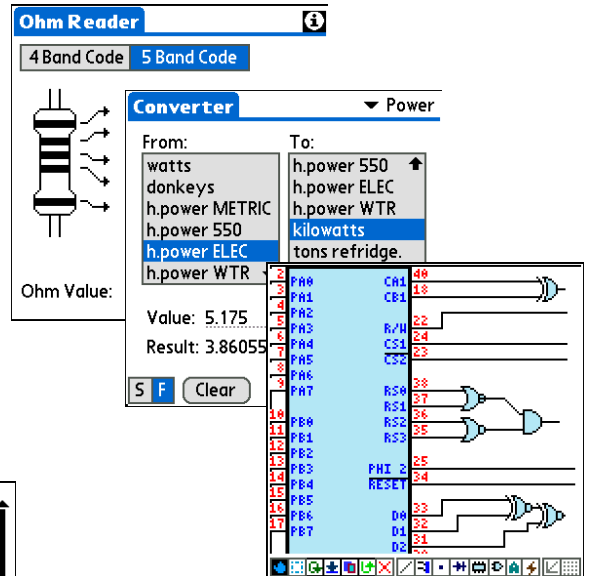 Ohm Reader i
4 Band Code 5 Band Code
Ohm Value:
Converter Power
From: To:
watts h.power 550
donkeys h.power ELEC
h.power METRIC h.power WTR
h.power 550 kilowatts
h.power ELEC tons refridge.
h.power WTR
Value: 5.175
Result: 3.86055
S F Clear
2 PA0 CA1 40
3 PA1 CB1 18
4 PA2
5 PA3 R/W 22
6 PA4 CS1 24
7 PA5 CS2 23
8 PA6
9 PA7 RS0 38
RS1 37
10 PB0 RS2 36
11 PB1 RS3 35
12 PB2
13 PB3 PHI 2 25
14 PB4 RESET 34
15 PB5
16 PB6 D0 33
17 PB7 D1 32
D2 31